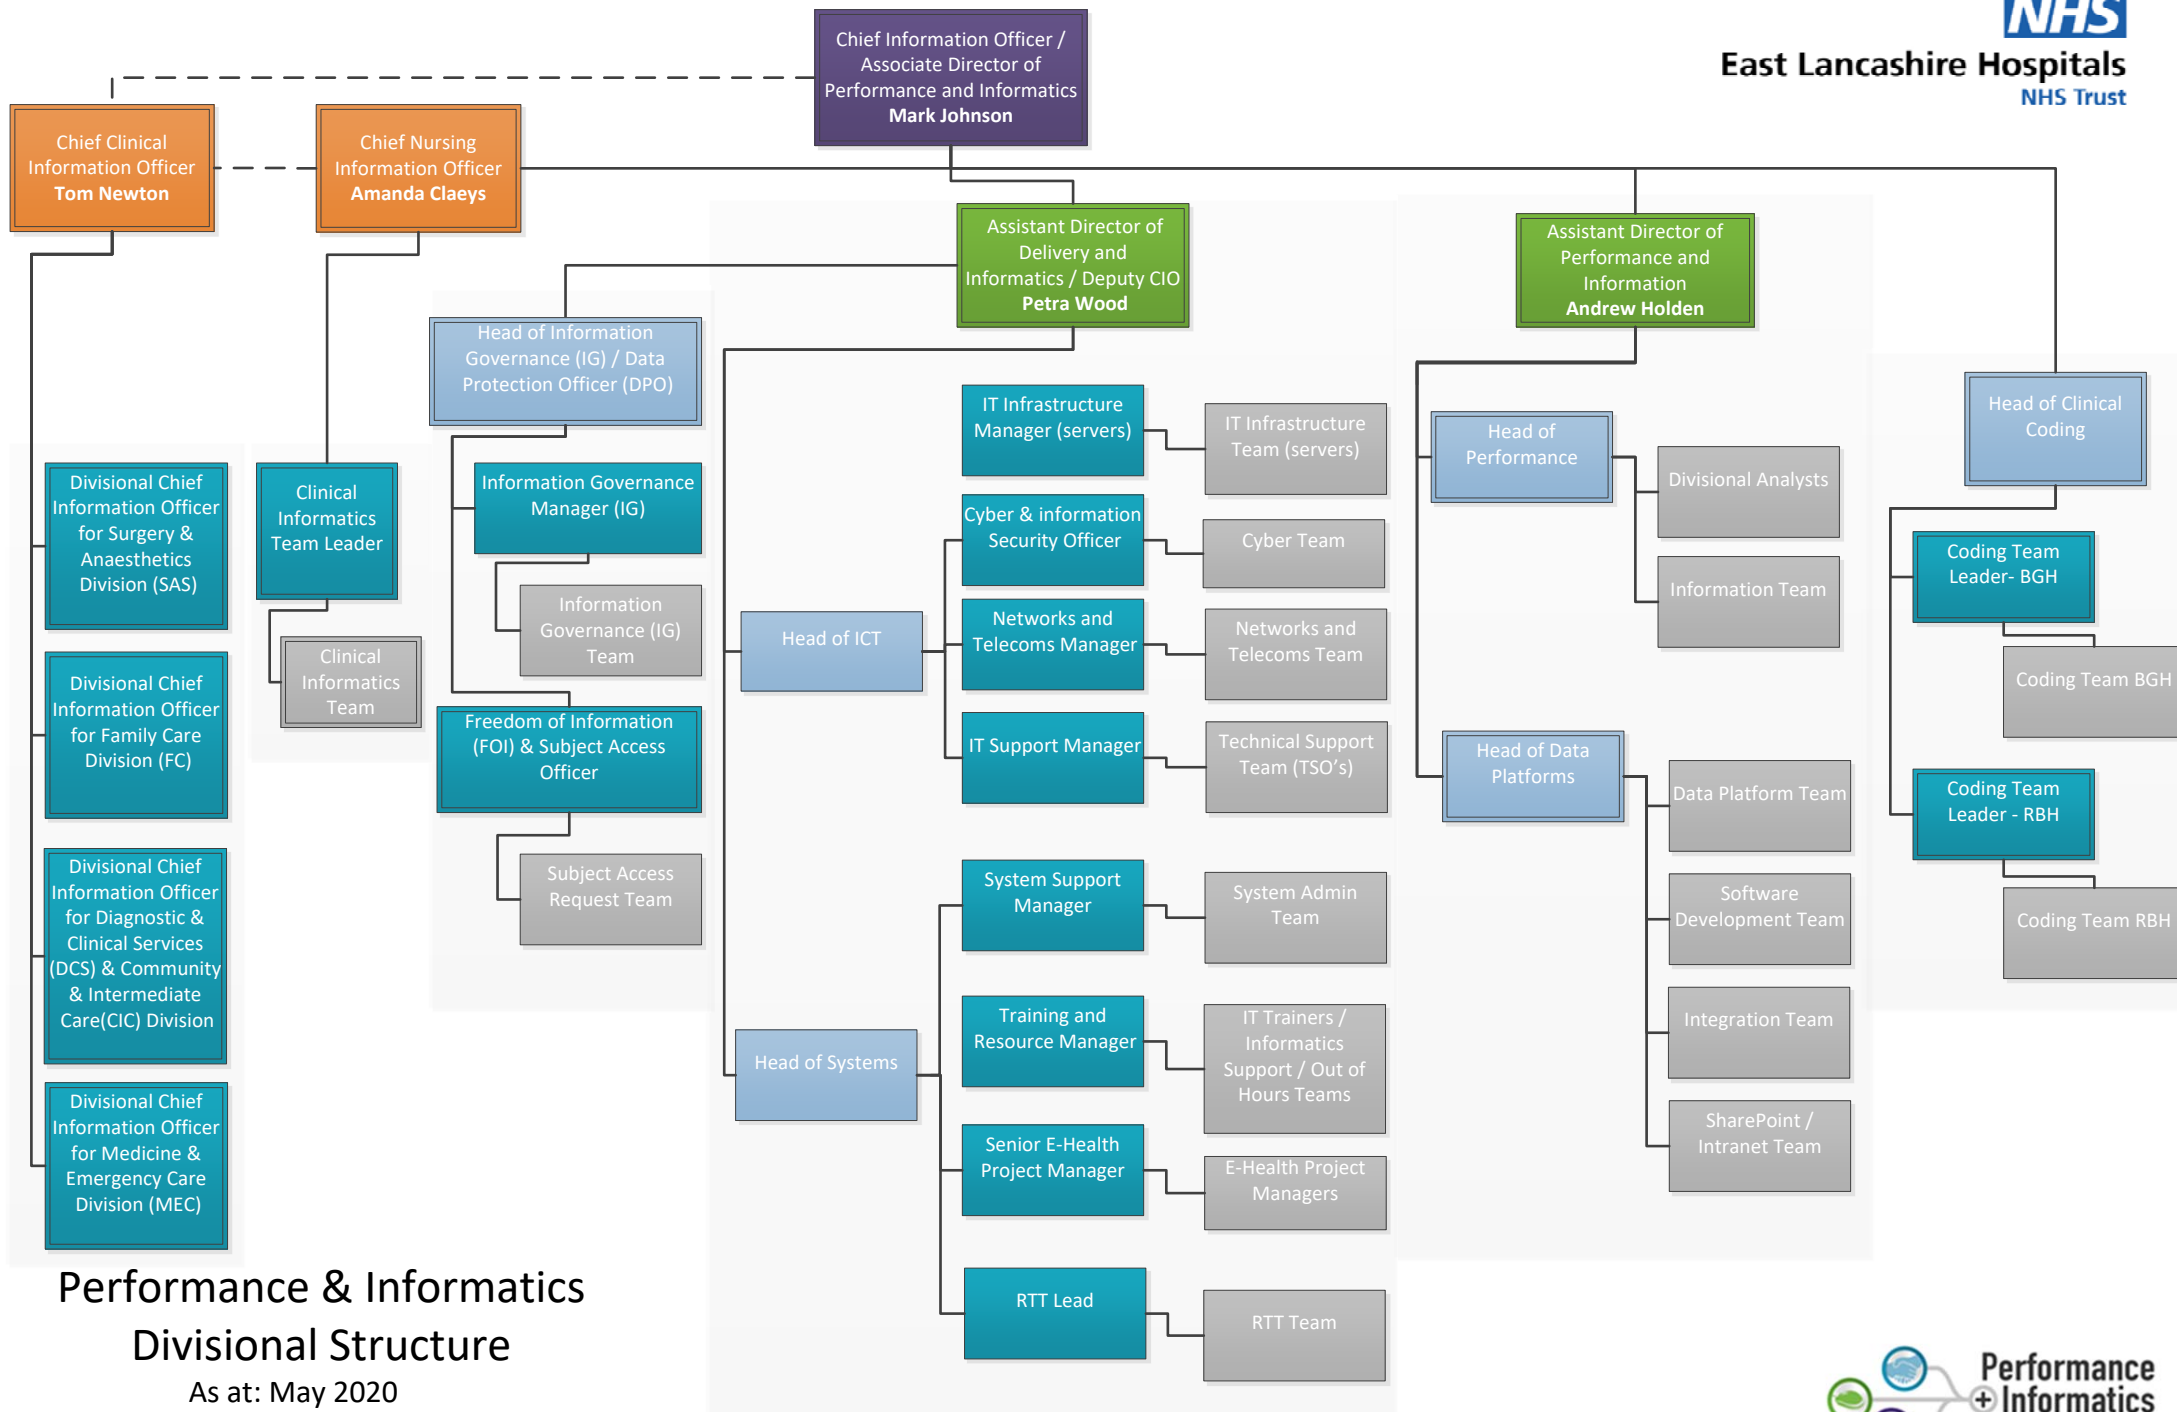 NHS
East Lancashire Hospitals
NHS Trust
Chief Information Officer /
Associate Director of
Performance and Informatics
Mark Johnson
Chief Clinical
Information Officer
Tom Newton
Chief Nursing
Information Officer
Amanda Claeys
Assistant Director of
Delivery and
Informatics / Deputy CIO
Petra Wood
Assistant Director of
Performance and
Information
Andrew Holden
Divisional Chief
Information Officer
for Surgery &
Anaesthetics
Division (SAS)
Divisional Chief
Information Officer
for Family Care
Division (FC)
Divisional Chief
Information Officer
for Diagnostic &
Clinical Services
(DCS) & Community
& Intermediate
Care(CIC) Division
Divisional Chief
Information Officer
for Medicine &
Emergency Care
Division (MEC)
Clinical
Informatics
Team Leader
Clinical
Informatics
Team
Head of Information
Governance (IG) / Data
Protection Officer (DPO)
Information Governance
Manager (IG)
Information
Governance (IG)
Team
Freedom of Information
(FOI) & Subject Access
Officer
Subject Access
Request Team
Head of ICT
IT Infrastructure
Manager (servers)
IT Infrastructure
Team (servers)
Cyber & information
Security Officer
Cyber Team
Networks and
Telecoms Manager
Networks and
Telecoms Team
IT Support Manager
Technical Support
Team (TSO's)
Head of Systems
System Support
Manager
System Admin
Team
Training and
Resource Manager
IT Trainers /
Informatics
Support / Out of
Hours Teams
Senior E-Health
Project Manager
E-Health Project
Managers
RTT Lead
RTT Team
Head of
Performance
Divisional Analysts
Information Team
Head of Data
Platforms
Data Platform Team
Software
Development Team
Integration Team
SharePoint /
Intranet Team
Head of Clinical
Coding
Coding Team
Leader- BGH
Coding Team BGH
Coding Team
Leader - RBH
Coding Team RBH
Performance & Informatics
Divisional Structure
As at: May 2020
Performance
+ Informatics